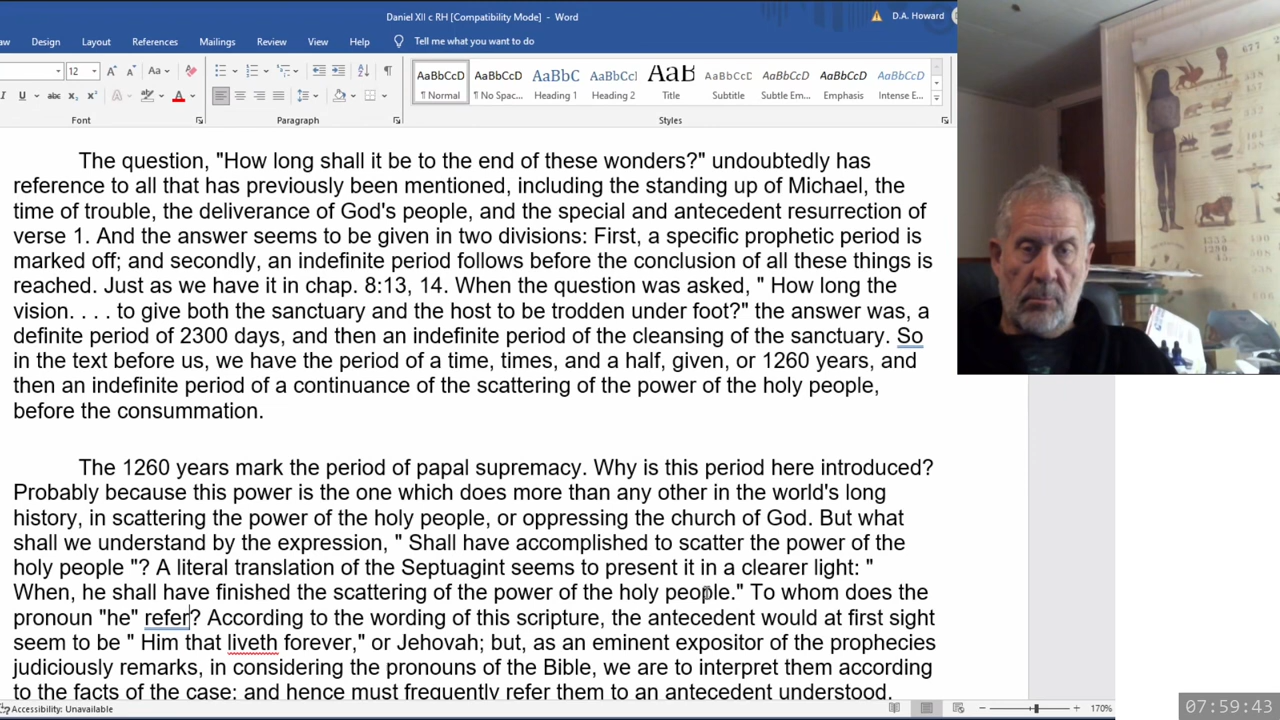 Daniel XII c RH [Compatibility Mode] - Word
D.A. Howard
aw Design Layout References Mailings Review View Help Tell me what you want to do
12 Aa
U abc x₂ x² A A
AaBbCcD AaBbCcD AaBbC AaBbCcI AaB AaBbCcD AaBbCcD AaBbCcD AaBbCcD
¶ Normal ¶ No Spac... Heading 1 Heading 2 Title Subtitle Subtle Em... Emphasis Intense E...
Font Paragraph Styles
The question, "How long shall it be to the end of these wonders?" undoubtedly has
reference to all that has previously been mentioned, including the standing up of Michael, the
time of trouble, the deliverance of God's people, and the special and antecedent resurrection of
verse 1. And the answer seems to be given in two divisions: First, a specific prophetic period is
marked off; and secondly, an indefinite period follows before the conclusion of all these things is
reached. Just as we have it in chap. 8:13, 14. When the question was asked, " How long the
vision. . . . to give both the sanctuary and the host to be trodden under foot?" the answer was, a
definite period of 2300 days, and then an indefinite period of the cleansing of the sanctuary. So
in the text before us, we have the period of a time, times, and a half, given, or 1260 years, and
then an indefinite period of a continuance of the scattering of the power of the holy people,
before the consummation.
The 1260 years mark the period of papal supremacy. Why is this period here introduced?
Probably because this power is the one which does more than any other in the world's long
history, in scattering the power of the holy people, or oppressing the church of God. But what
shall we understand by the expression, " Shall have accomplished to scatter the power of the
holy people "? A literal translation of the Septuagint seems to present it in a clearer light: "
When, he shall have finished the scattering of the power of the holy people." To whom does the
pronoun "he" refer? According to the wording of this scripture, the antecedent would at first sight
seem to be " Him that liveth forever," or Jehovah; but, as an eminent expositor of the prophecies
judiciously remarks, in considering the pronouns of the Bible, we are to interpret them according
to the facts of the case; and hence must frequently refer them to an antecedent understood,
Accessibility: Unavailable
170%
677
1335
1290
45
490
07:59:43